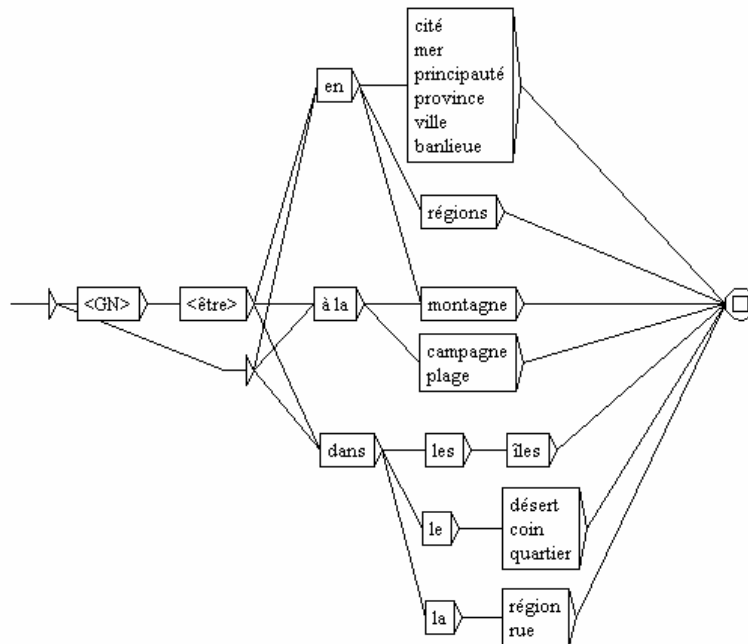 cité
mer
principauté
province
ville
banlieue
en
régions
<GN>
<être>
à la
montagne
campagne
plage
dans
les
îles
le
désert
coin
quartier
la
région
rue